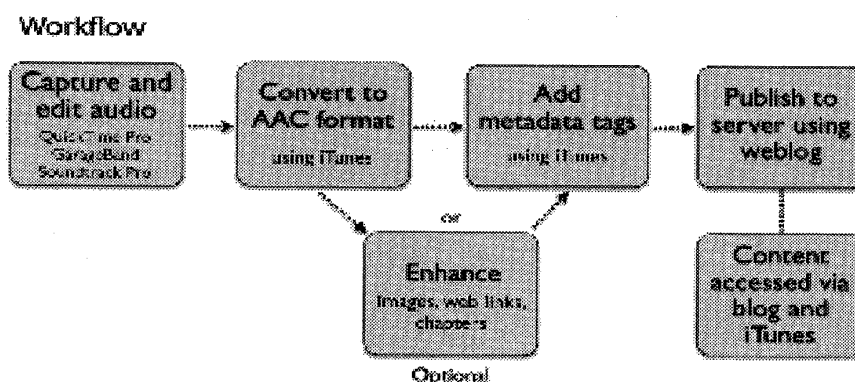 Workflow
Capture and
edit audio
QuickTime Pro
GarageBand
Soundtrack Pro
Convert to
AAC format
using iTunes
Add
metadata tags
using iTunes
Publish to
server using
weblog
or
Enhance
Images, web links,
chapters
Optional
Content
accessed via
blog and
iTunes